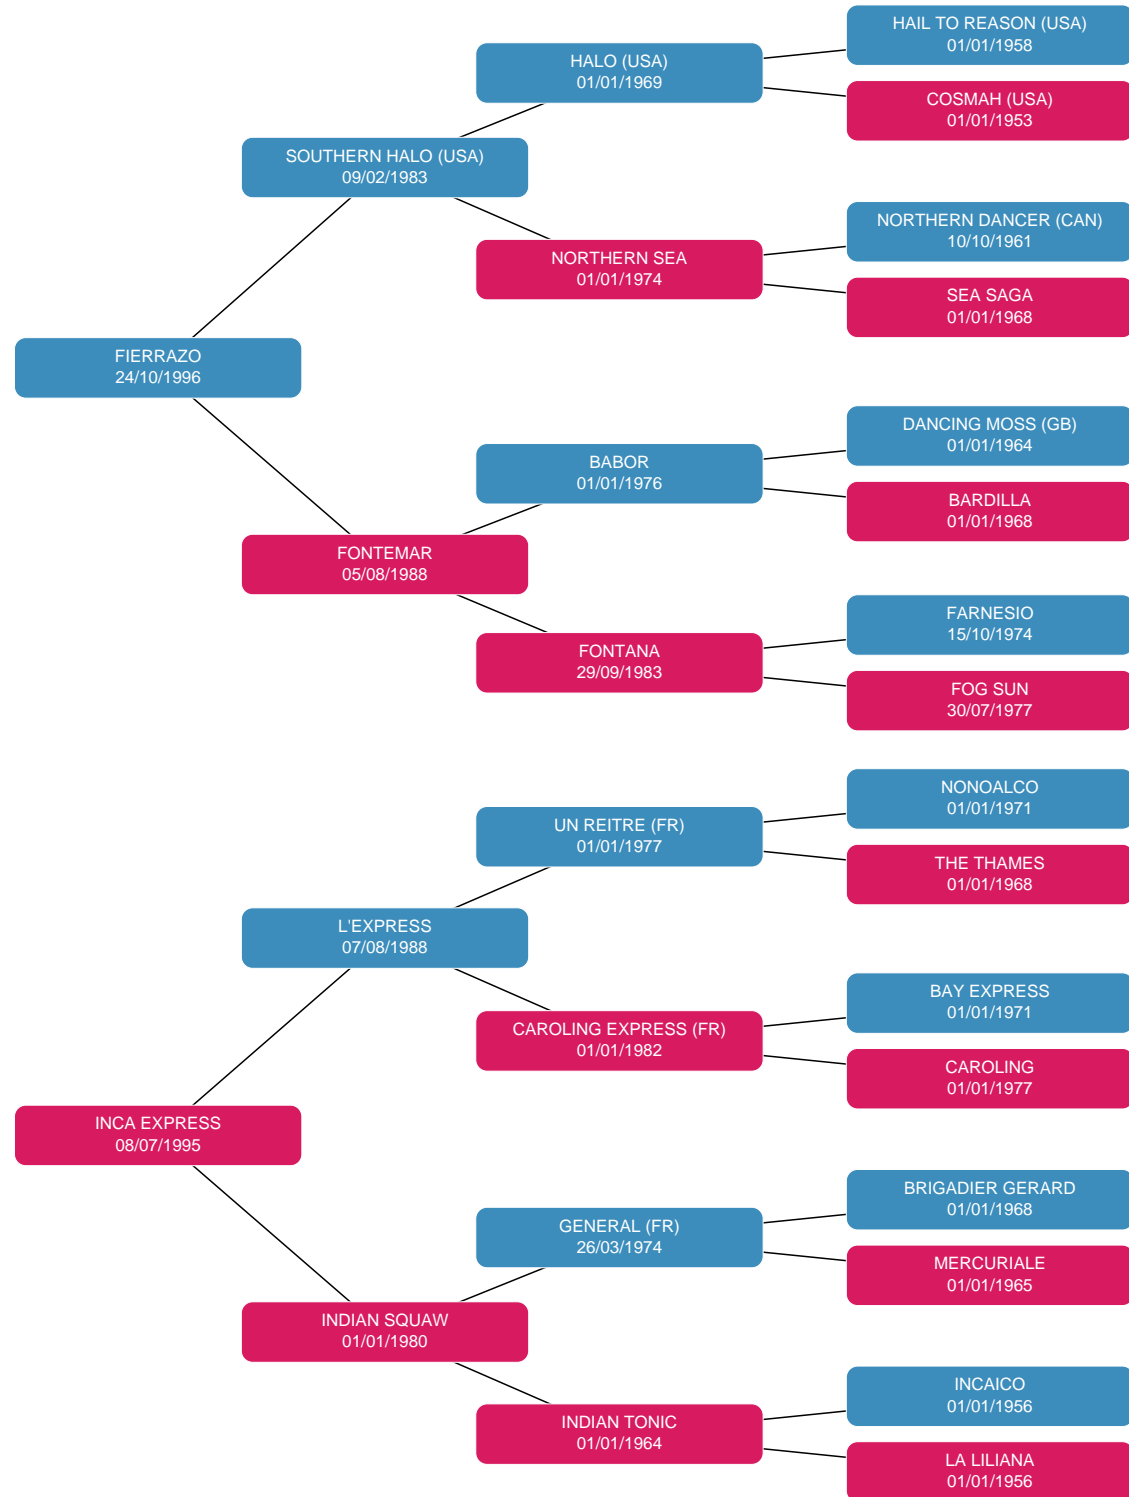 HAIL TO REASON (USA)
01/01/1958
HALO (USA)
01/01/1969
COSMAH (USA)
01/01/1953
SOUTHERN HALO (USA)
09/02/1983
NORTHERN DANCER (CAN)
10/10/1961
NORTHERN SEA
01/01/1974
SEA SAGA
01/01/1968
FIERRAZO
24/10/1996
DANCING MOSS (GB)
01/01/1964
BABOR
01/01/1976
BARDILLA
01/01/1968
FONTEMAR
05/08/1988
FARNESIO
15/10/1974
FONTANA
29/09/1983
FOG SUN
30/07/1977
NONOALCO
01/01/1971
UN REITRE (FR)
01/01/1977
THE THAMES
01/01/1968
L'EXPRESS
07/08/1988
BAY EXPRESS
01/01/1971
CAROLING EXPRESS (FR)
01/01/1982
CAROLING
01/01/1977
INCA EXPRESS
08/07/1995
BRIGADIER GERARD
01/01/1968
GENERAL (FR)
26/03/1974
MERCURIALE
01/01/1965
INDIAN SQUAW
01/01/1980
INCAICO
01/01/1956
INDIAN TONIC
01/01/1964
LA LILIANA
01/01/1956